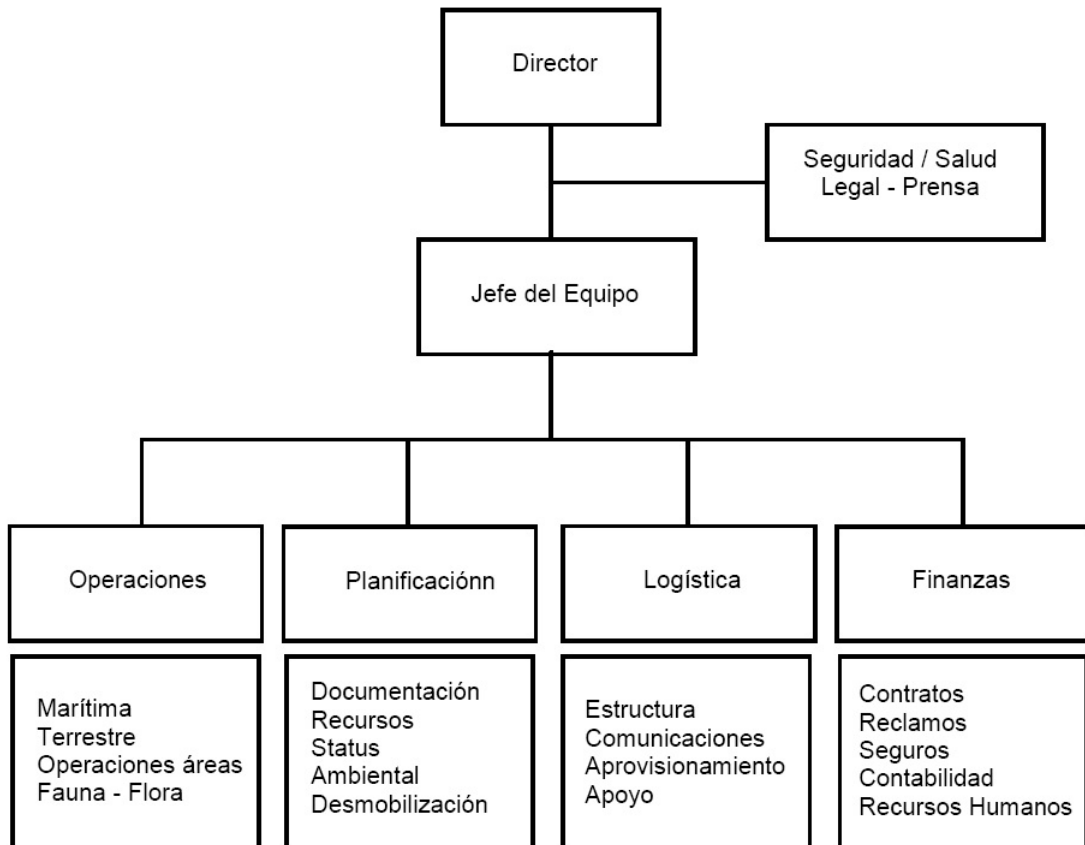 Director
Seguridad / Salud
Legal - Prensa
Jefe del Equipo
Operaciones
Planificaciónn
Logística
Finanzas
Marítima
Terrestre
Operaciones áreas
Fauna - Flora
Documentación
Recursos
Status
Ambiental
Desmobilización
Estructura
Comunicaciones
Aprovisionamiento
Apoyo
Contratos
Reclamos
Seguros
Contabilidad
Recursos Humanos